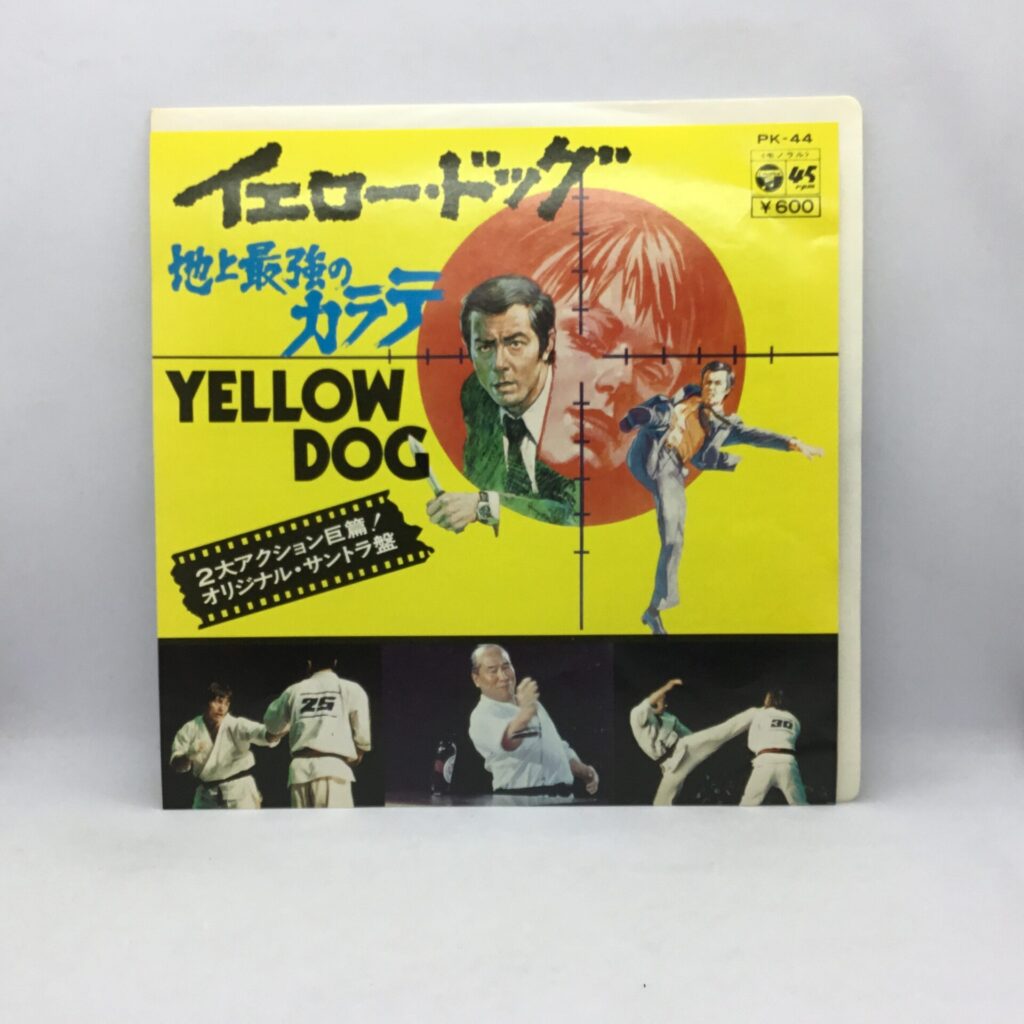 PK-44
〈モノラル〉
45
rpm
¥600
イエロー・ドッグ
地上最強の
カラテ
YELLOW
DOG
2大アクション巨篇!
オリジナル・サントラ盤
25
30